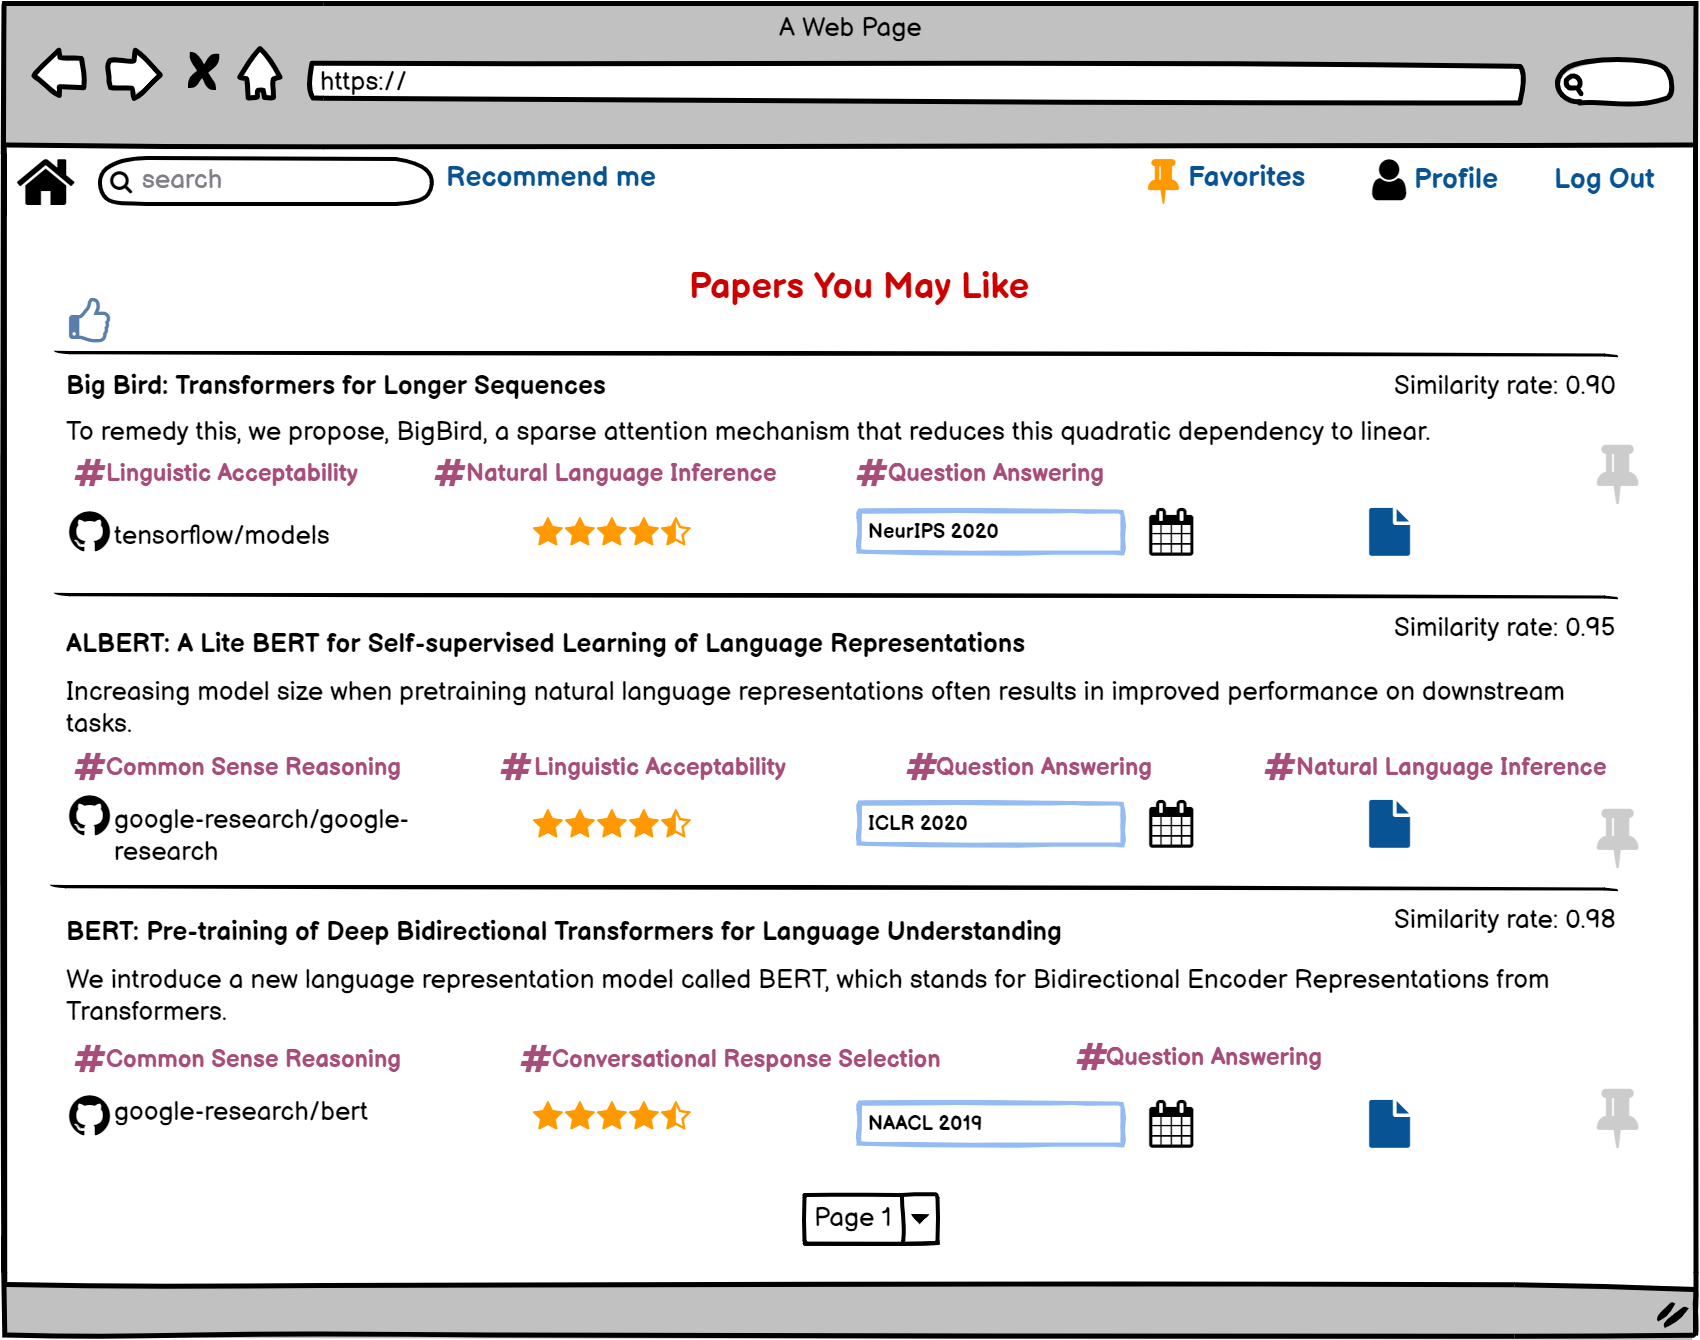 A Web Page
https://
search
Recommend me
Favorites
Profile
Log Out
Papers You May Like
Big Bird: Transformers for Longer Sequences
Similarity rate: 0.90
To remedy this, we propose, BigBird, a sparse attention mechanism that reduces this quadratic dependency to linear.
#Linguistic Acceptability
#Natural Language Inference
#Question Answering
tensorflow/models
NeurIPS 2020
Similarity rate: 0.95
ALBERT: A Lite BERT for Self-supervised Learning of Language Representations
Increasing model size when pretraining natural language representations often results in improved performance on downstream
tasks.
#Common Sense Reasoning
#Linguistic Acceptability
#Question Answering
#Natural Language Inference
google-research/google-
research
ICLR 2020
Similarity rate: 0.98
BERT: Pre-training of Deep Bidirectional Transformers for Language Understanding
We introduce a new language representation model called BERT, which stands for Bidirectional Encoder Representations from
Transformers.
#Common Sense Reasoning
#Conversational Response Selection
#Question Answering
google-research/bert
NAACL 2019
Page 1